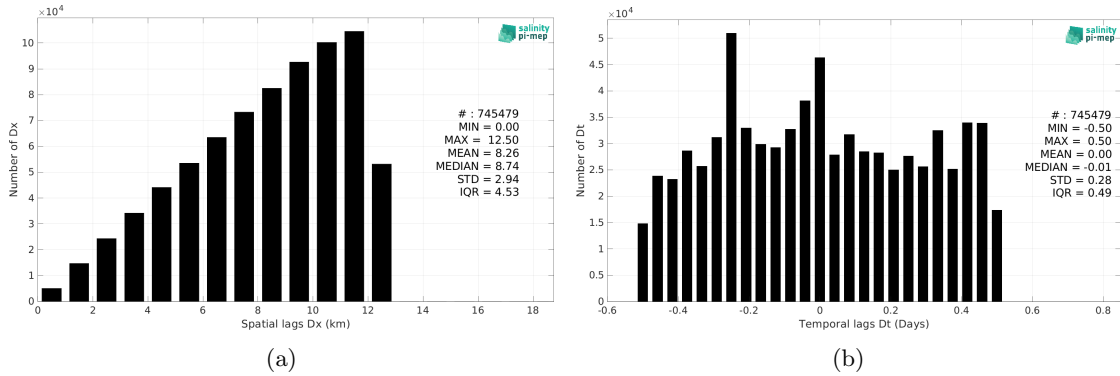 ×10⁴
10
9
8
7
6
5
4
3
2
1
0
0 2 4 6 8 10 12 14 16 18
Number of Dx
Spatial lags Dx (km)
salinity
pi-mep
# : 745479
MIN = 0.00
MAX = 12.50
MEAN = 8.26
MEDIAN = 8.74
STD = 2.94
IQR = 4.53
(a)
×10⁴
5
4.5
4
3.5
3
2.5
2
1.5
1
0.5
0
-0.6 -0.4 -0.2 0 0.2 0.4 0.6 0.8
Number of Dt
Temporal lags Dt (Days)
salinity
pi-mep
# : 745479
MIN = -0.50
MAX = 0.50
MEAN = 0.00
MEDIAN = -0.01
STD = 0.28
IQR = 0.49
(b)